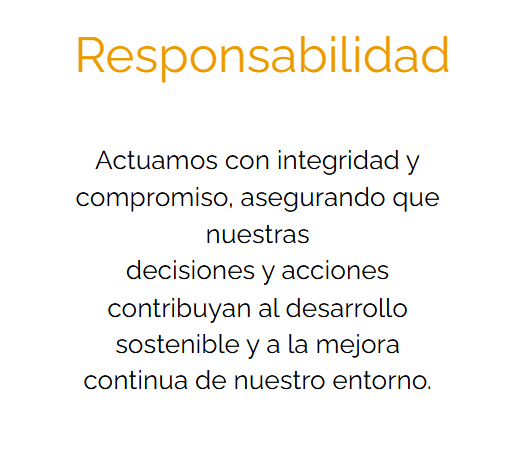 Responsabilidad
Actuamos con integridad y
compromiso, asegurando que
nuestras
decisiones y acciones
contribuyan al desarrollo
sostenible y a la mejora
continua de nuestro entorno.